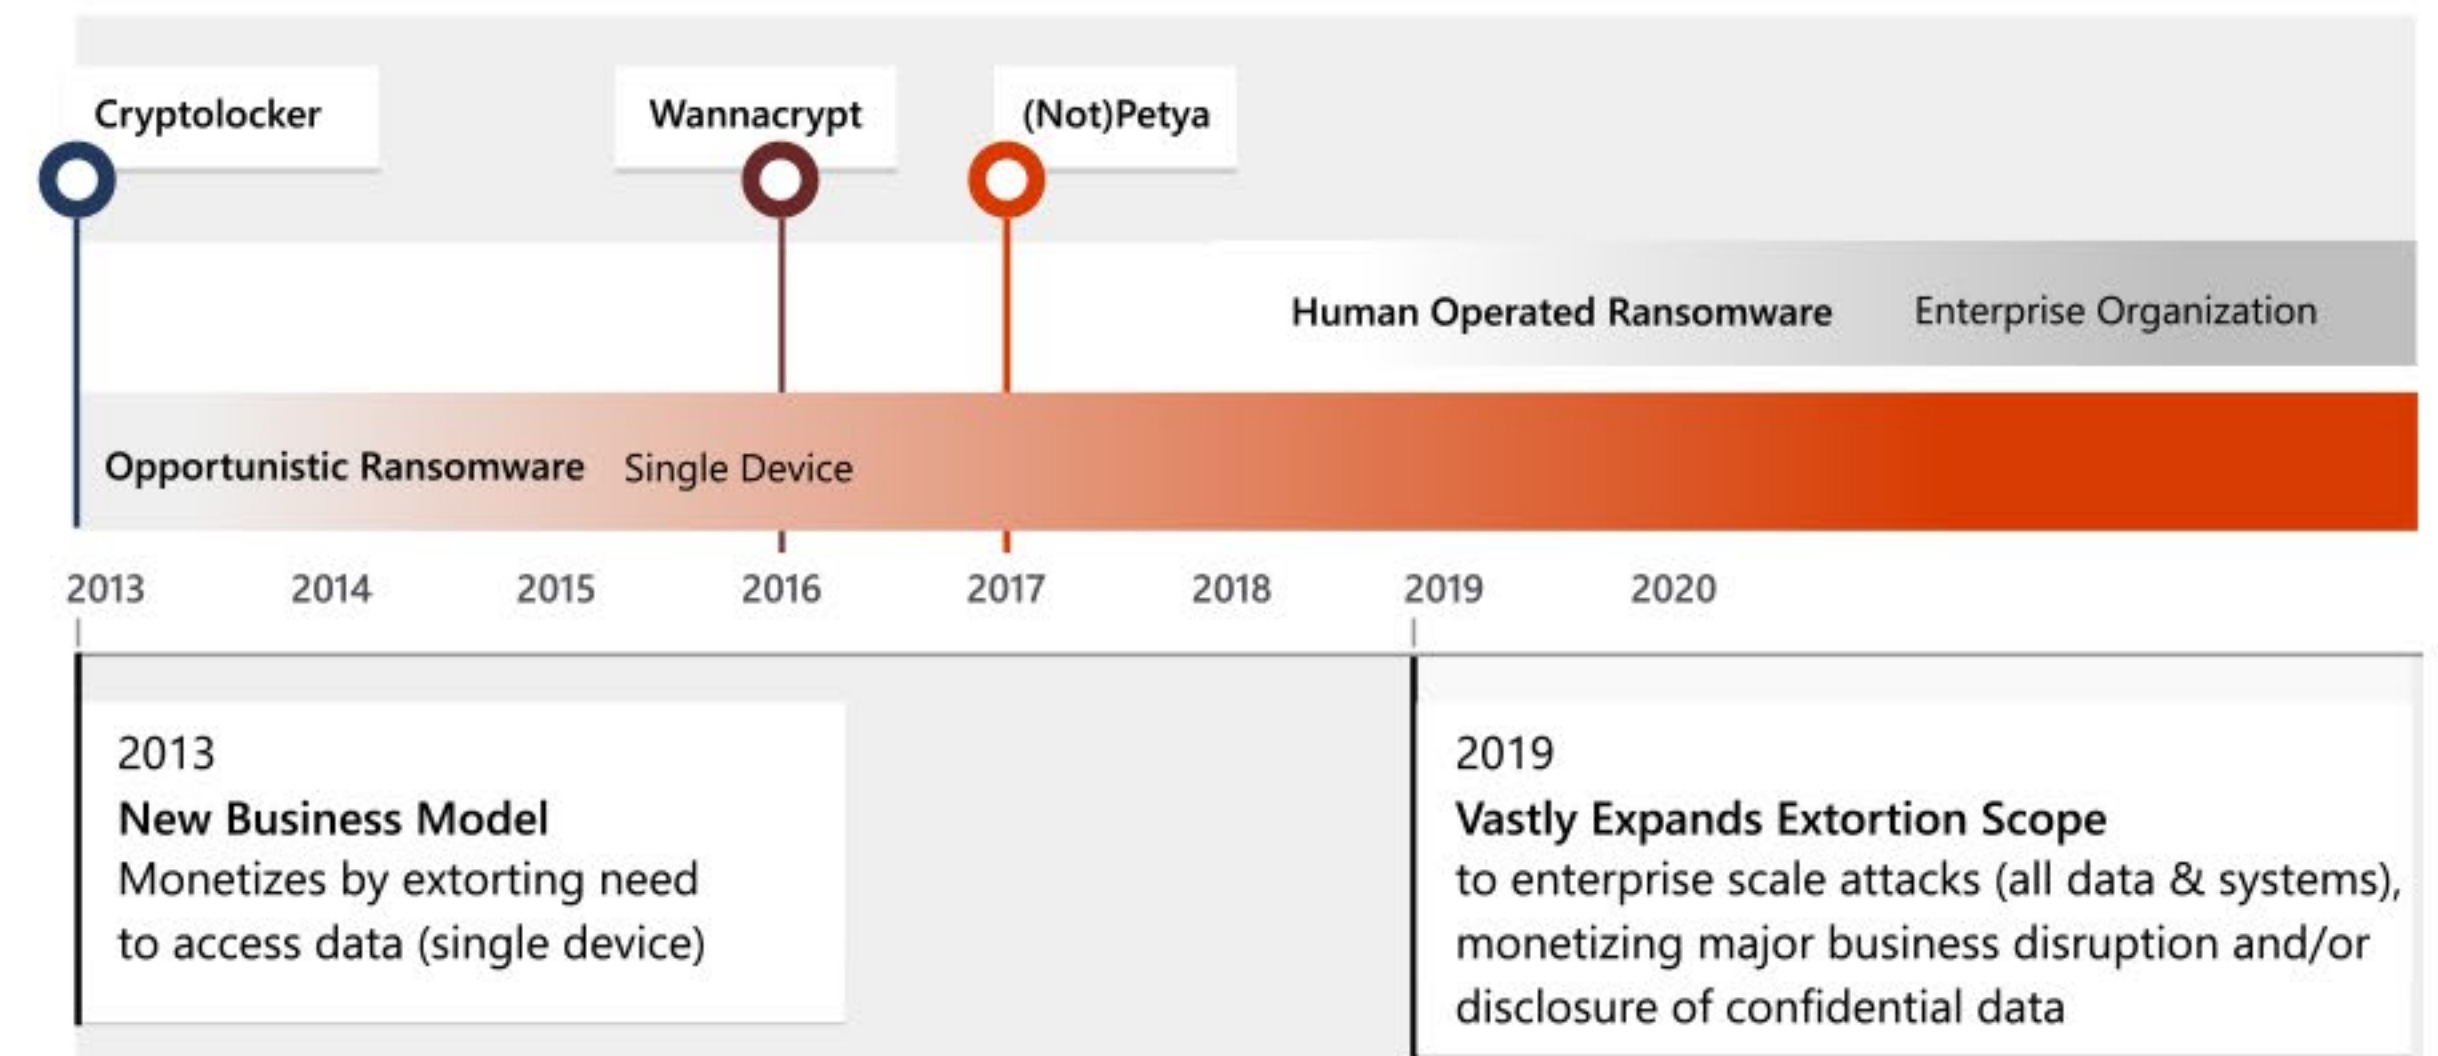 Cryptolocker
Wannacrypt
(Not)Petya
Human Operated Ransomware Enterprise Organization
Opportunistic Ransomware Single Device
2013 2014 2015 2016 2017 2018 2019 2020
2013
New Business Model
Monetizes by extorting need
to access data (single device)
2019
Vastly Expands Extortion Scope
to enterprise scale attacks (all data & systems),
monetizing major business disruption and/or
disclosure of confidential data